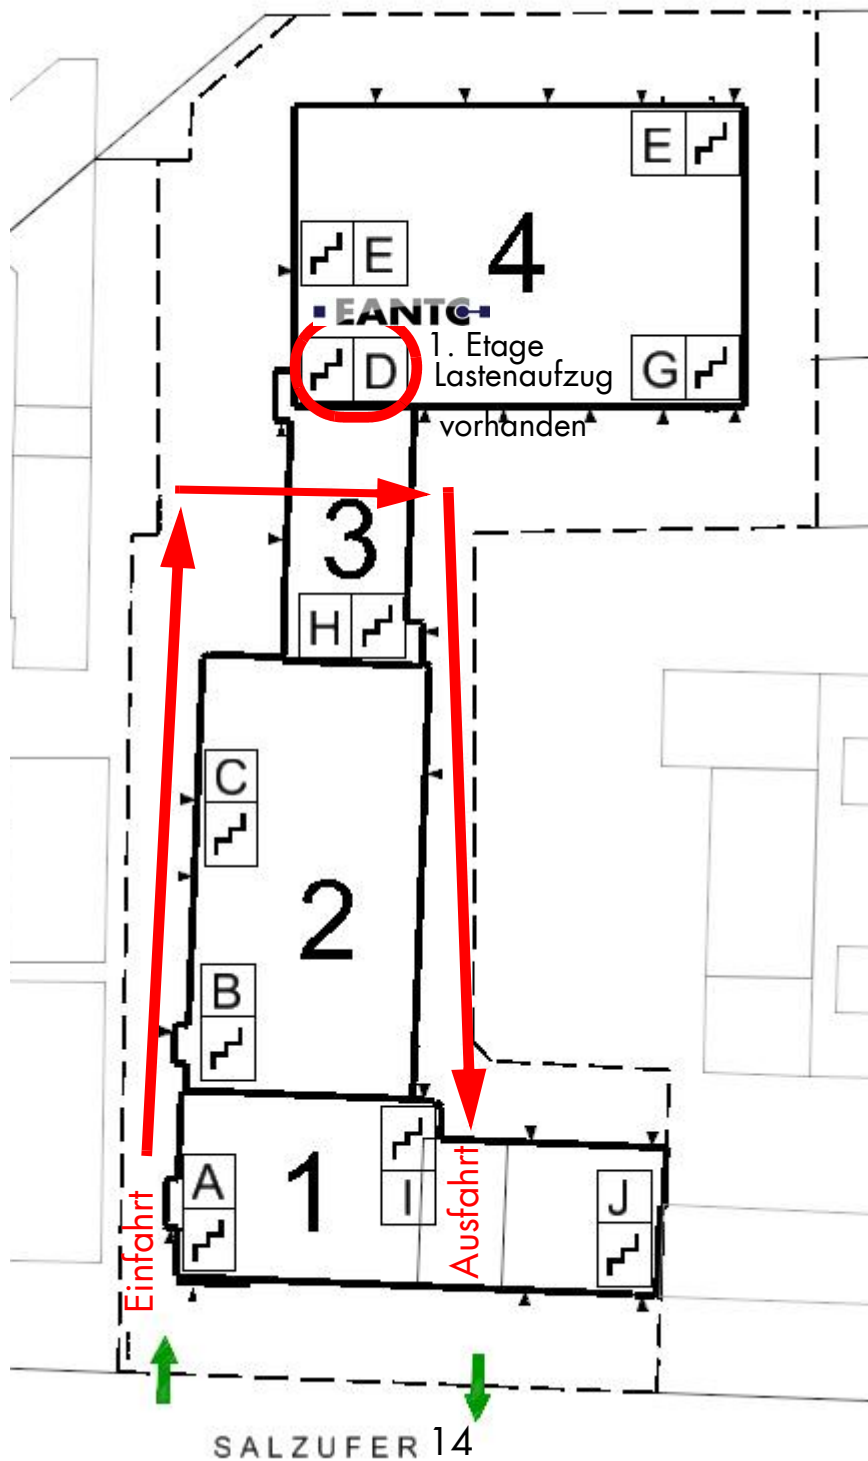 E
E
4
EANTC
1. Etage
D
Lastenaufzug
G
vorhanden
3
H
C
2
B
A
1
I
J
Einfahrt
Ausfahrt
SALZUFER 14